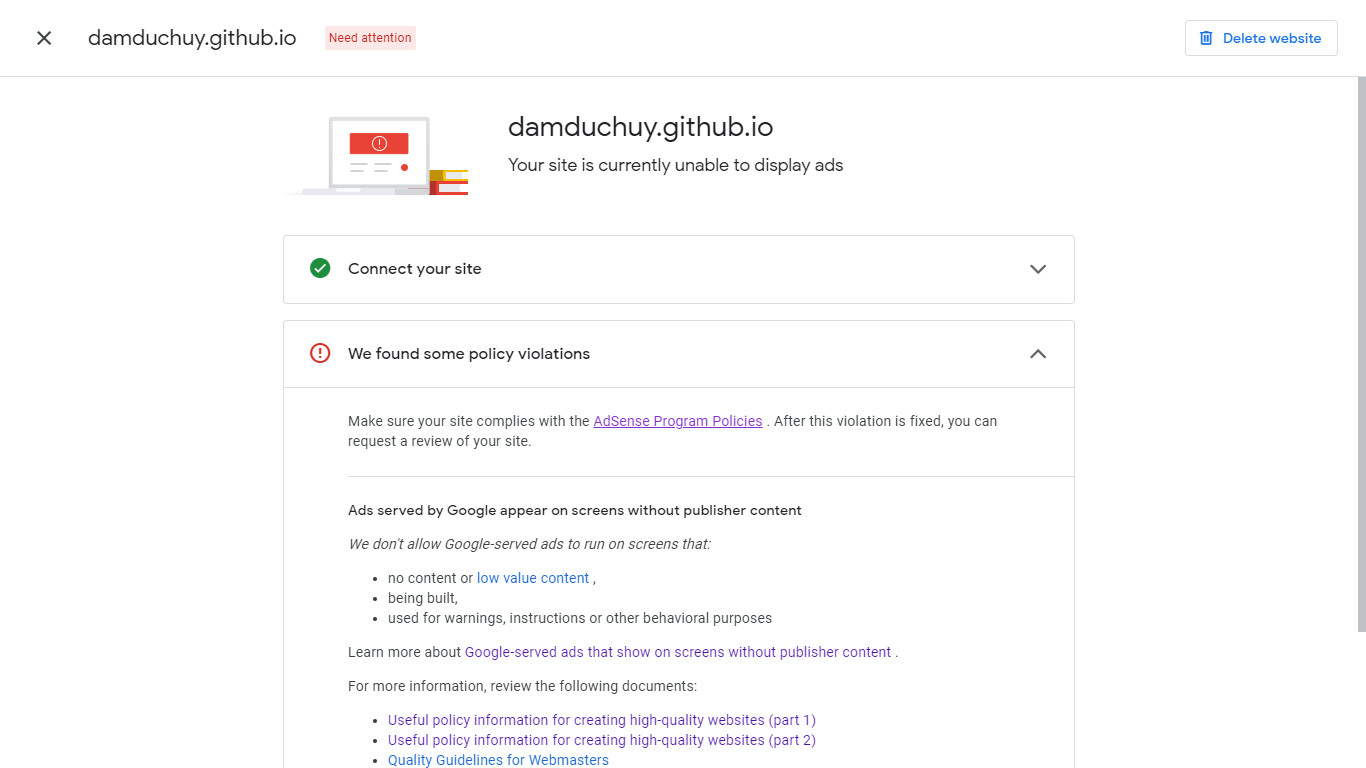 damduchuy.github.io
Need attention
Delete website
damduchuy.github.io
Your site is currently unable to display ads
Connect your site
We found some policy violations
Make sure your site complies with the AdSense Program Policies . After this violation is fixed, you can
request a review of your site.
Ads served by Google appear on screens without publisher content
We don't allow Google-served ads to run on screens that:
no content or low value content ,
being built,
used for warnings, instructions or other behavioral purposes
Learn more about Google-served ads that show on screens without publisher content .
For more information, review the following documents:
Useful policy information for creating high-quality websites (part 1)
Useful policy information for creating high-quality websites (part 2)
Quality Guidelines for Webmasters